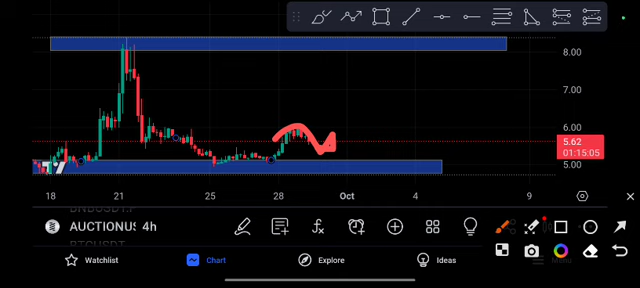 8.00
7.00
6.00
5.62
01:15:05
5.00
18 21 25 28 Oct 4 9
AUCTIONUS 4h
Watchlist Chart Explore Ideas